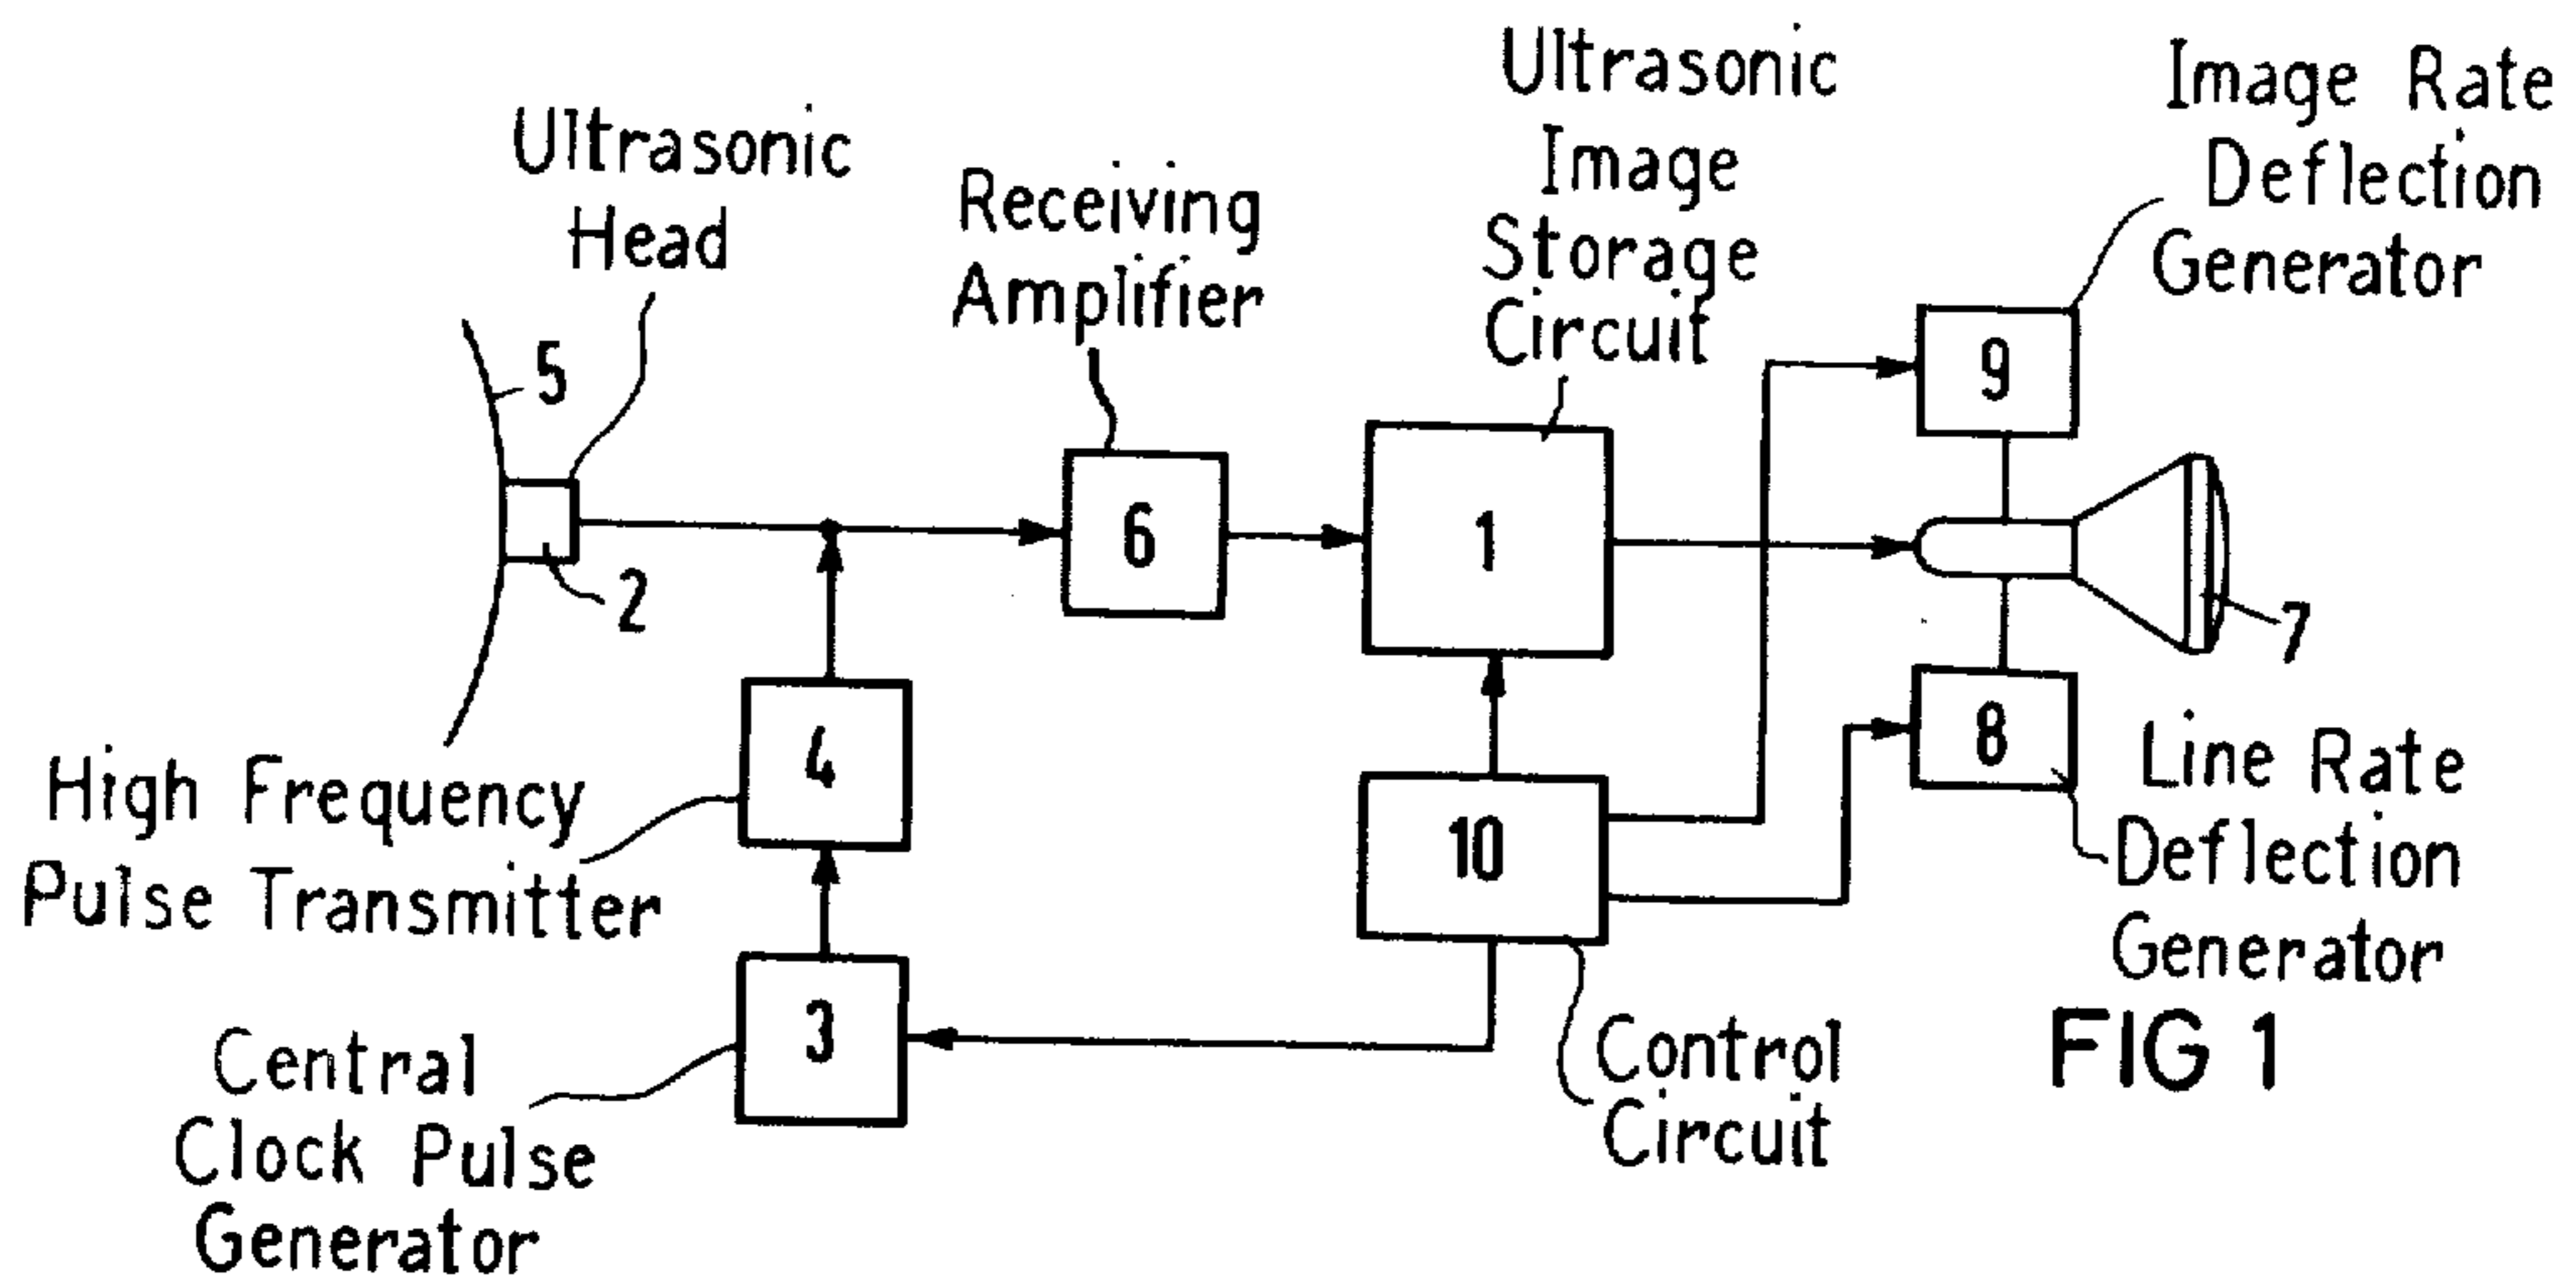 Ultrasonic
Head
Receiving
Amplifier
Ultrasonic
Image
Storage
Circuit
Image Rate
Deflection
Generator
5
2
6
1
9
7
High Frequency
Pulse Transmitter
4
10
8
Line Rate
Deflection
Generator
Central
Clock Pulse
Generator
3
Control
Circuit
FIG 1